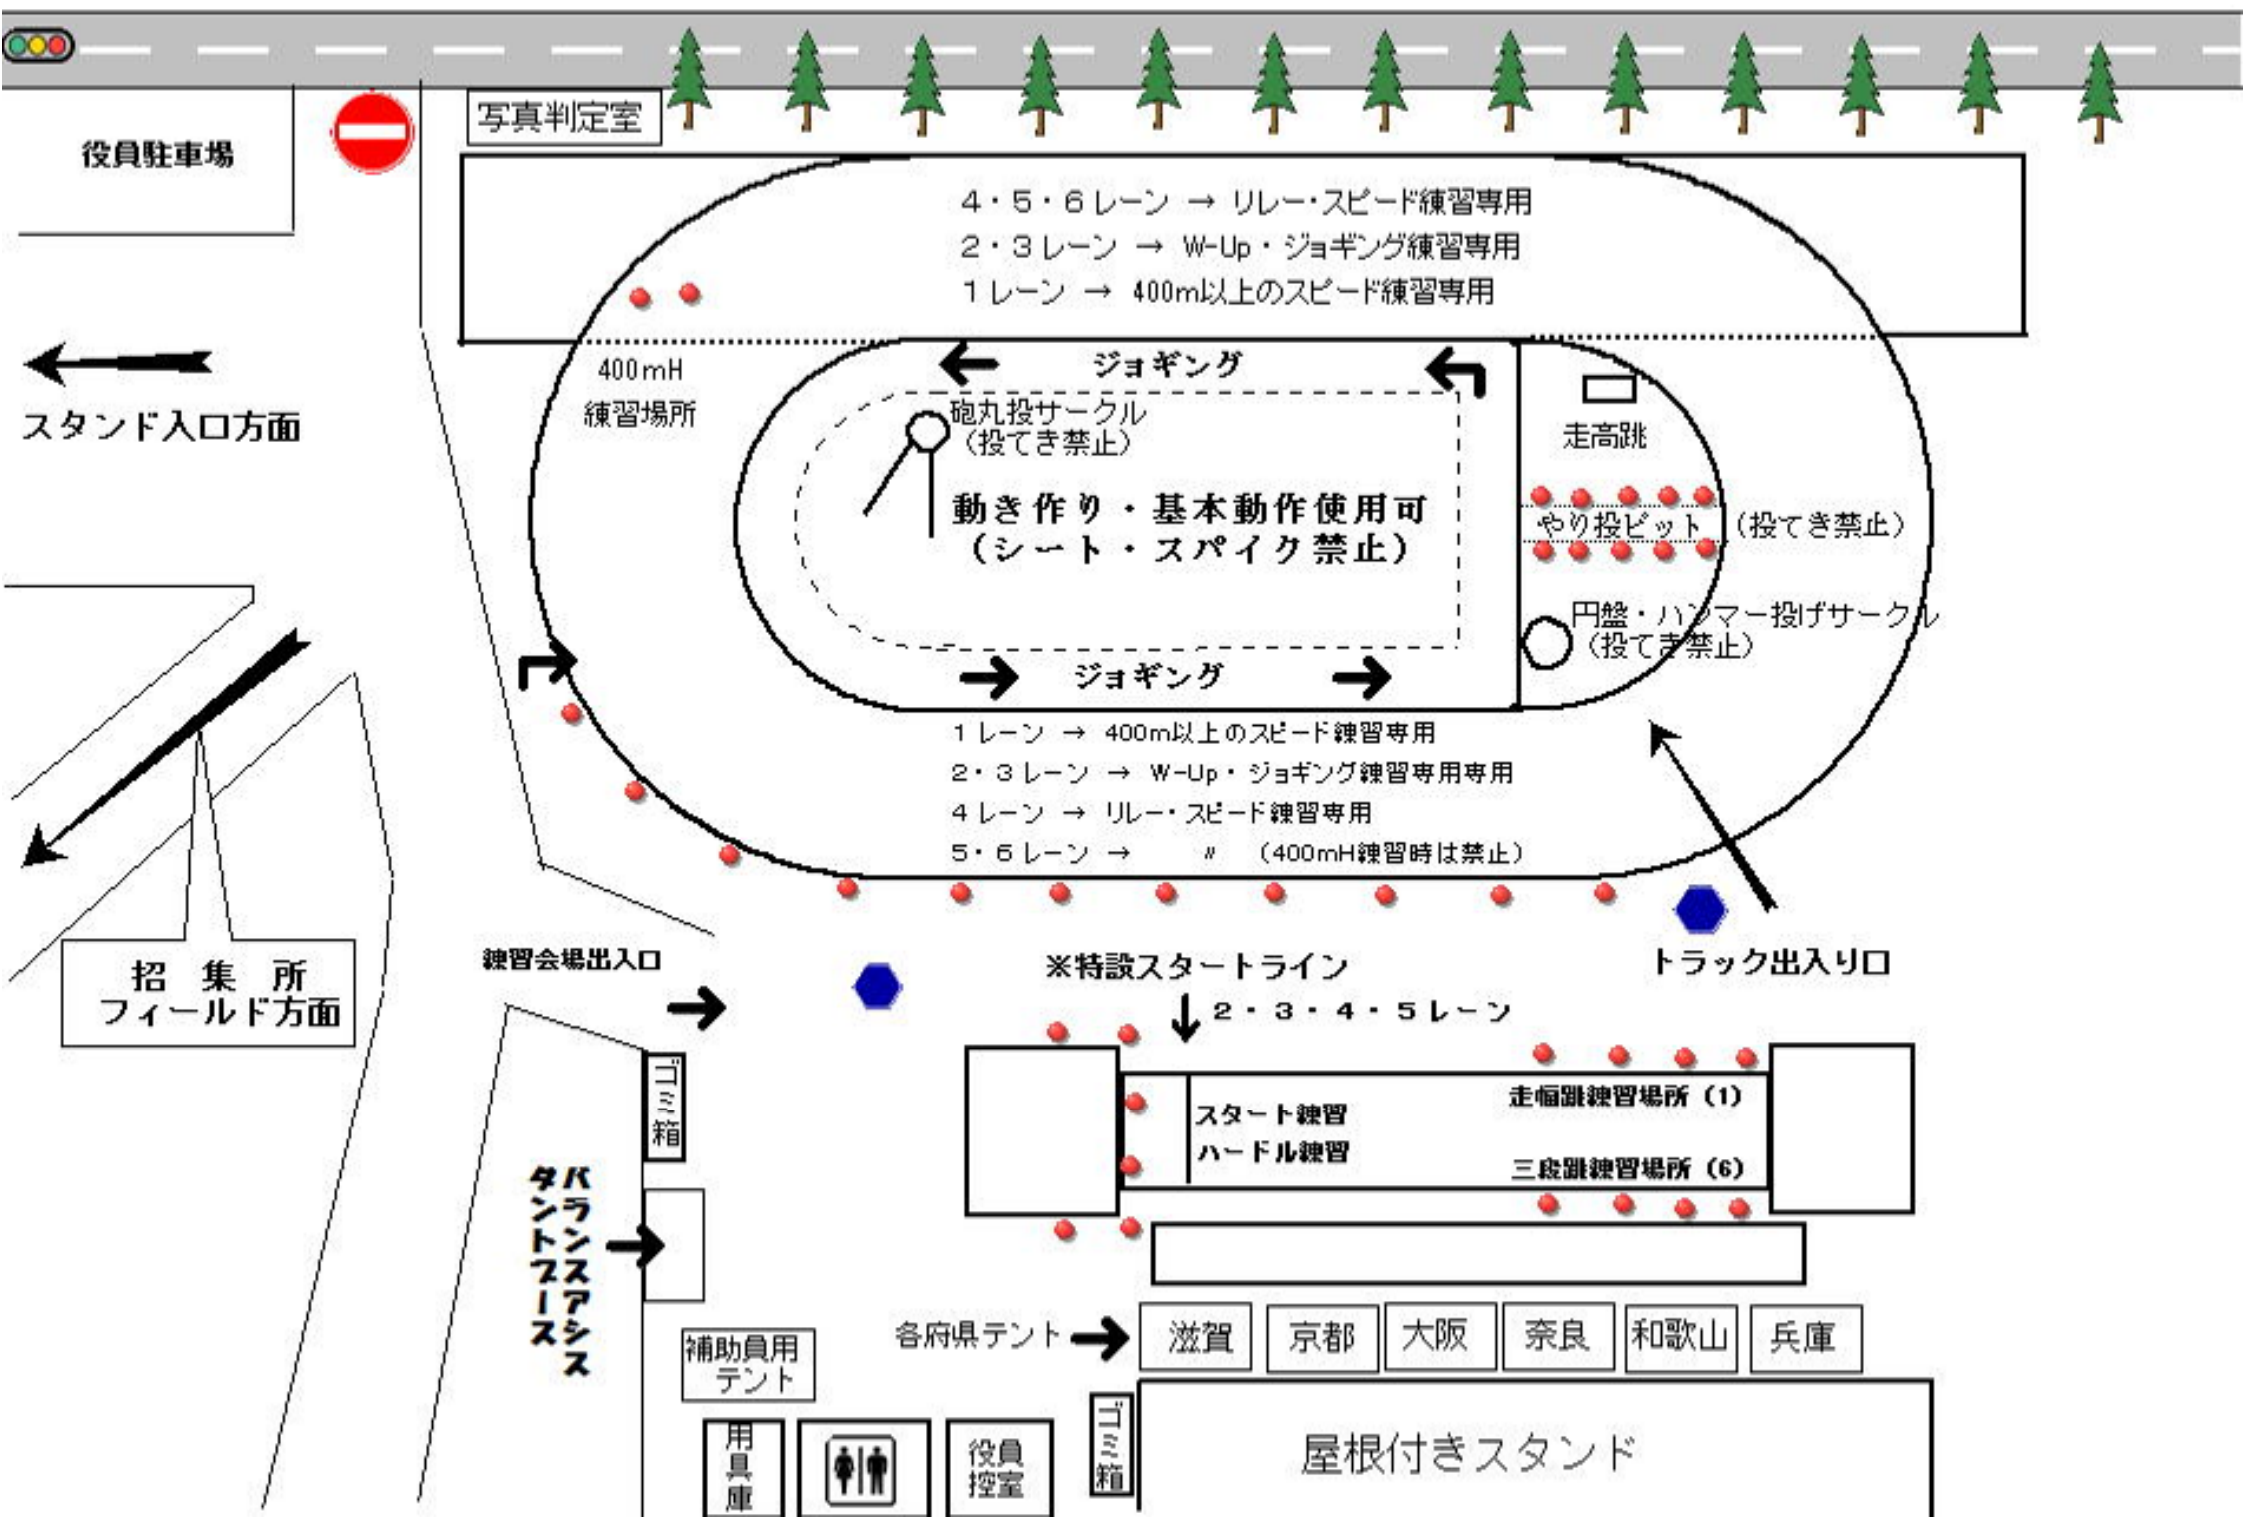 写真判定室
役員駐車場
4・5・6レーン → リレー・スピード練習専用
2・3レーン → W-Up・ジョギング練習専用
1レーン → 400m以上のスピード練習専用
400mH
練習場所
ジョギング
スタンド入口方面
砲丸投サークル
(投てき禁止)
走高跳
動き作り・基本動作使用可
(シート・スパイク禁止)
やり投ピット (投てき禁止)
円盤・ハンマー投げサークル
(投てき禁止)
ジョギング
1レーン → 400m以上のスピード練習専用
2・3レーン → W-Up・ジョギング練習専用専用
4レーン → リレー・スピード練習専用
5・6レーン → 〃 (400mH練習時は禁止)
招集所
フィールド方面
練習会場出入口
※特設スタートライン
トラック出入り口
2・3・4・5レーン
ゴミ箱
スタート練習
ハードル練習
走幅跳練習場所(1)
三段跳練習場所(6)
バランスアシス
タントブース
各府県テント
滋賀
京都
大阪
奈良
和歌山
兵庫
補助員用
テント
用具庫
役員
控室
ゴミ箱
屋根付きスタンド